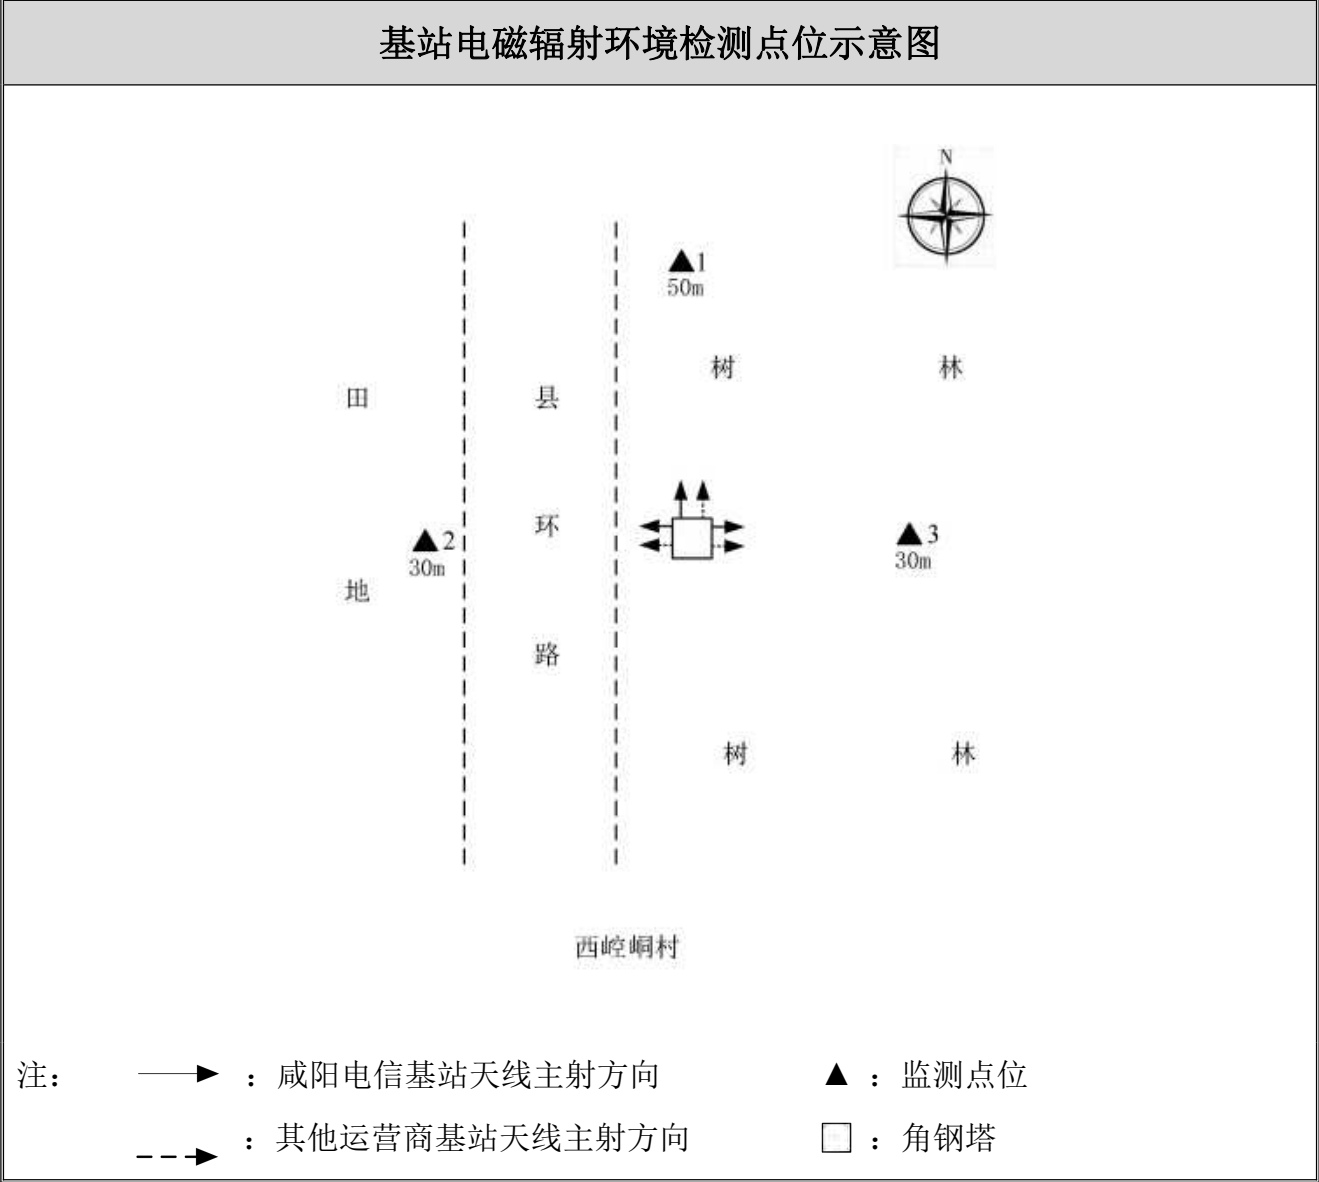 基站电磁辐射环境检测点位示意图
N
▲1
50m
树 林
田 县
▲2 环 ▲3
30m 30m
地
路
树 林
西崆峒村
注： ：咸阳电信基站天线主射方向 ▲：监测点位
：其他运营商基站天线主射方向 ：角钢塔